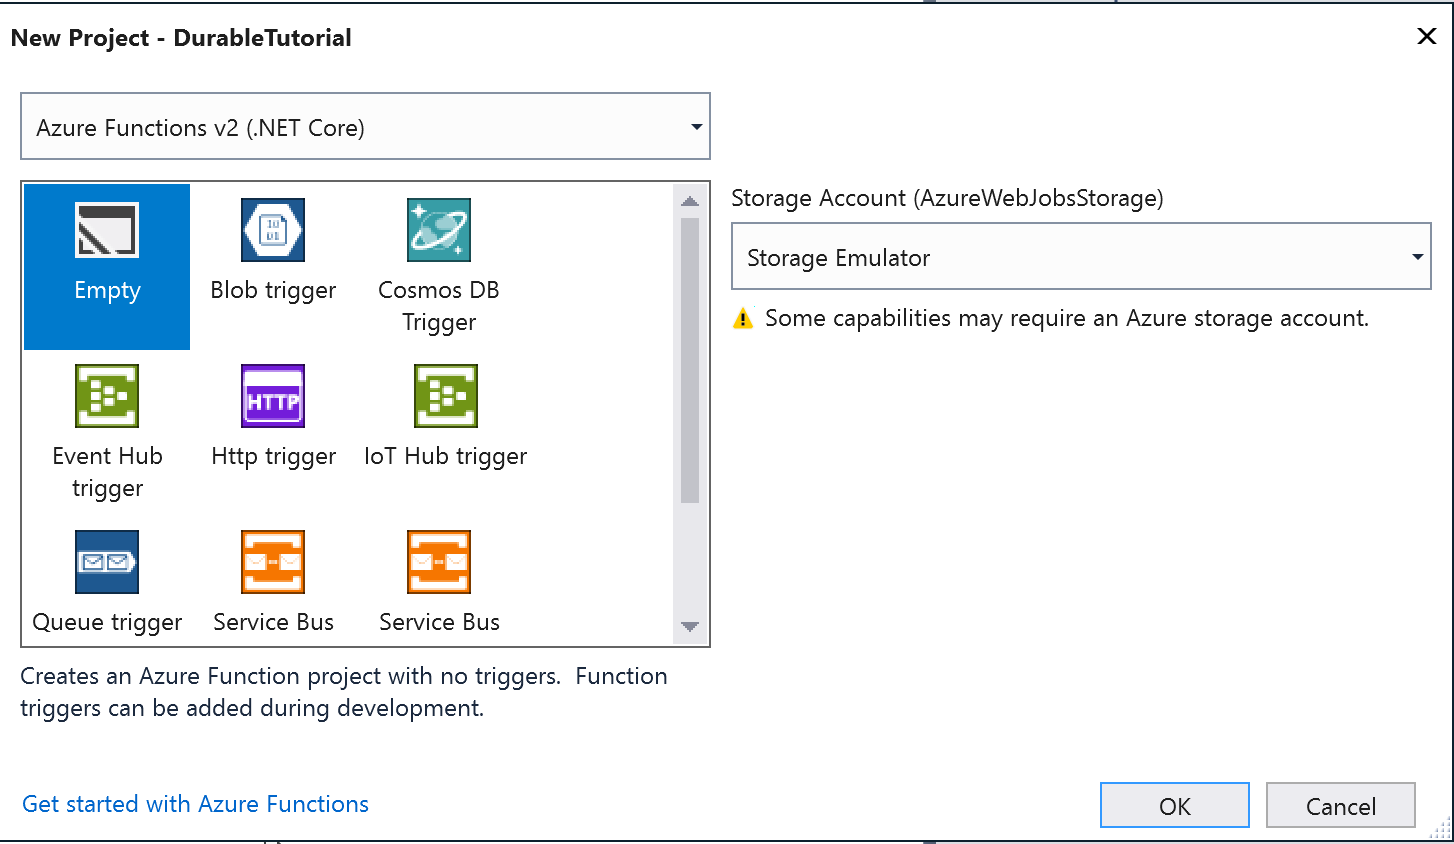 New Project - DurableTutorial
Azure Functions v2 (.NET Core)
Storage Account (AzureWebJobsStorage)
Storage Emulator
Some capabilities may require an Azure storage account.
Empty
Blob trigger
Cosmos DB
Trigger
HTTP
Event Hub
trigger
Http trigger
IoT Hub trigger
Queue trigger
Service Bus
Service Bus
Creates an Azure Function project with no triggers.  Function
triggers can be added during development.
Get started with Azure Functions
OK
Cancel